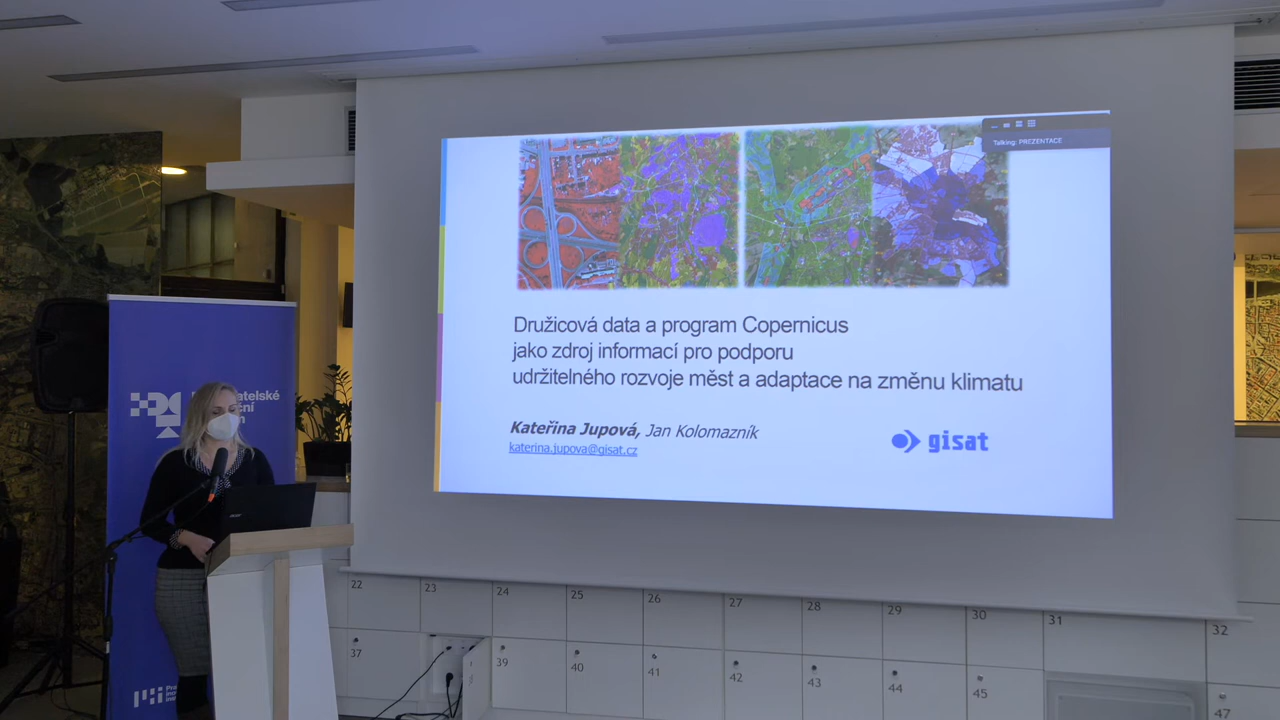 Talking: PREZENTACE
Družicová data a program Copernicus
jako zdroj informací pro podporu
udržitelného rozvoje měst a adaptace na změnu klimatu
Kateřina Jupová, Jan Kolomazník
katerina.jupova@gisat.cz
gisat
22 23 24 25 26 27 28 29 30 31 32
37 39 40 41 42 43 44 45 47